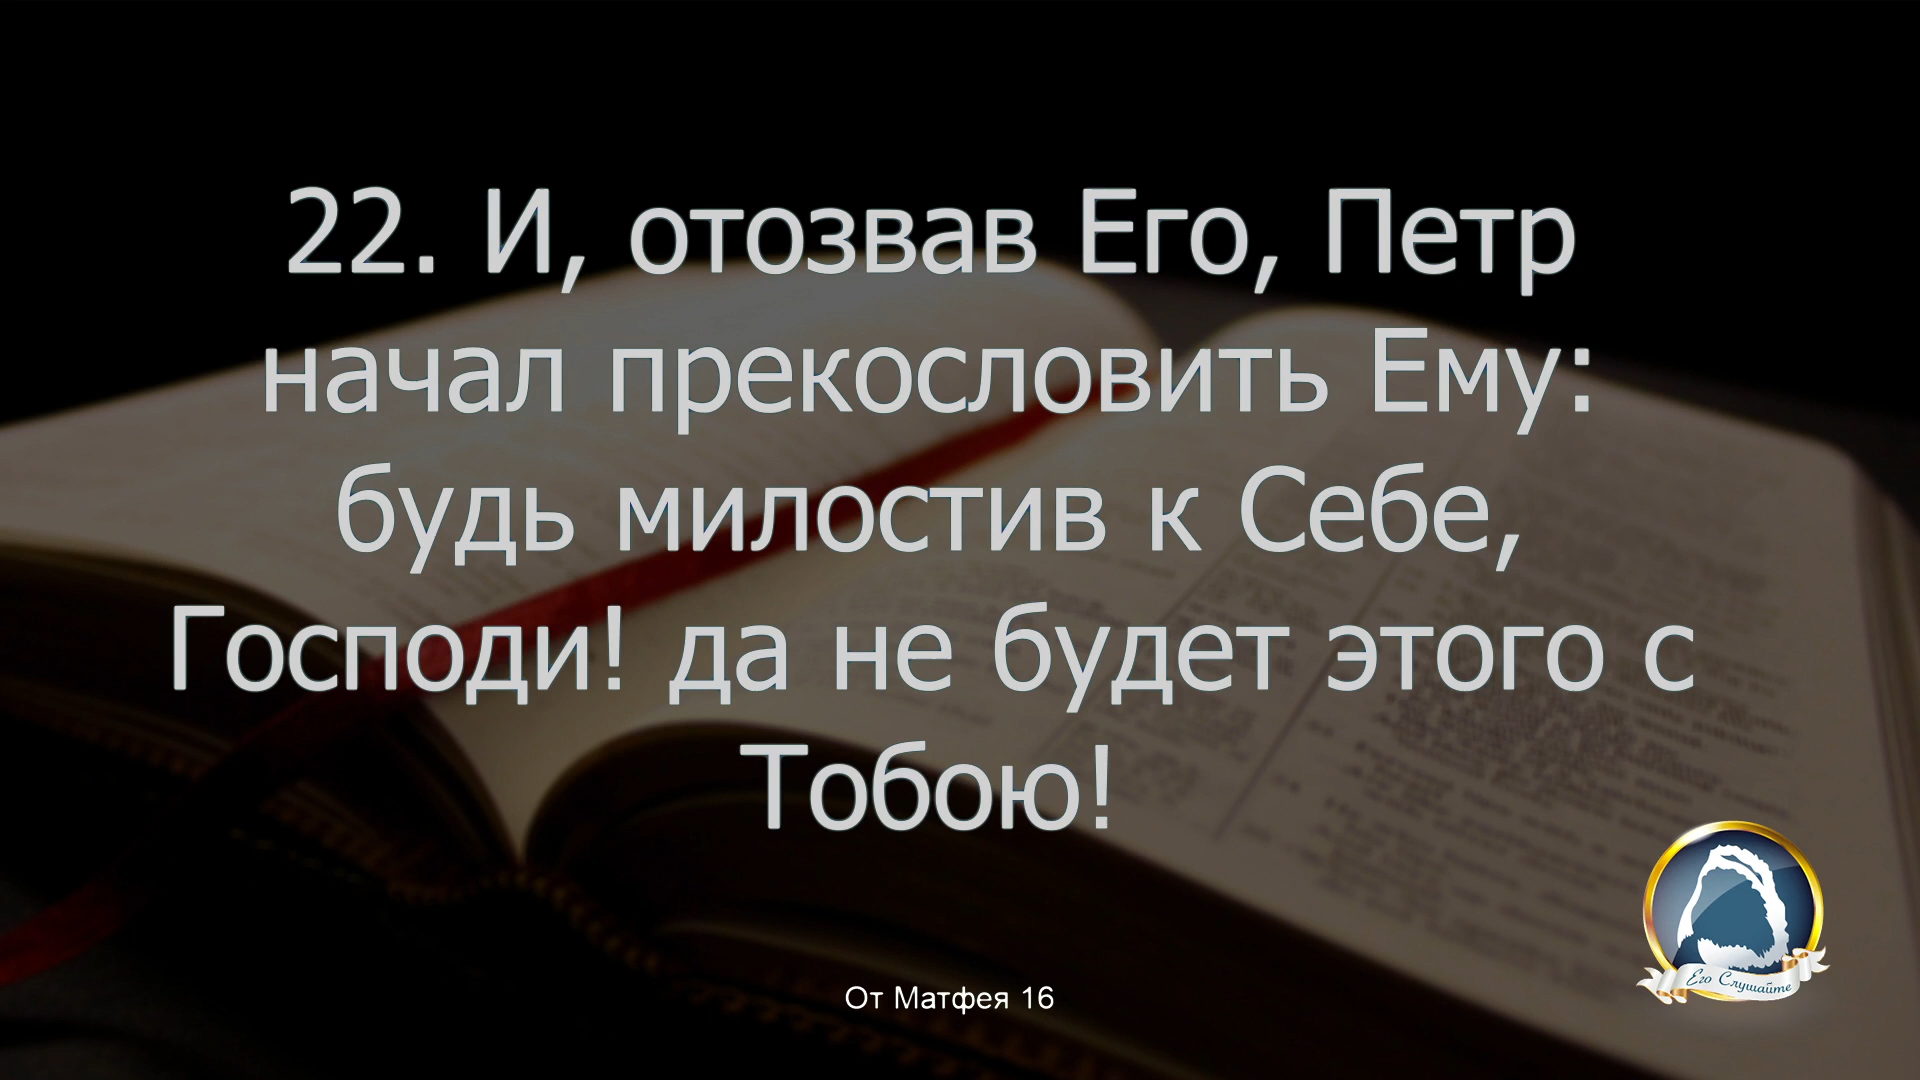 22. И, отозвав Его, Петр
начал прекословить Ему:
будь милостив к Себе,
Господи! да не будет этого с
Тобою!
От Матфея 16
Его Слушайте